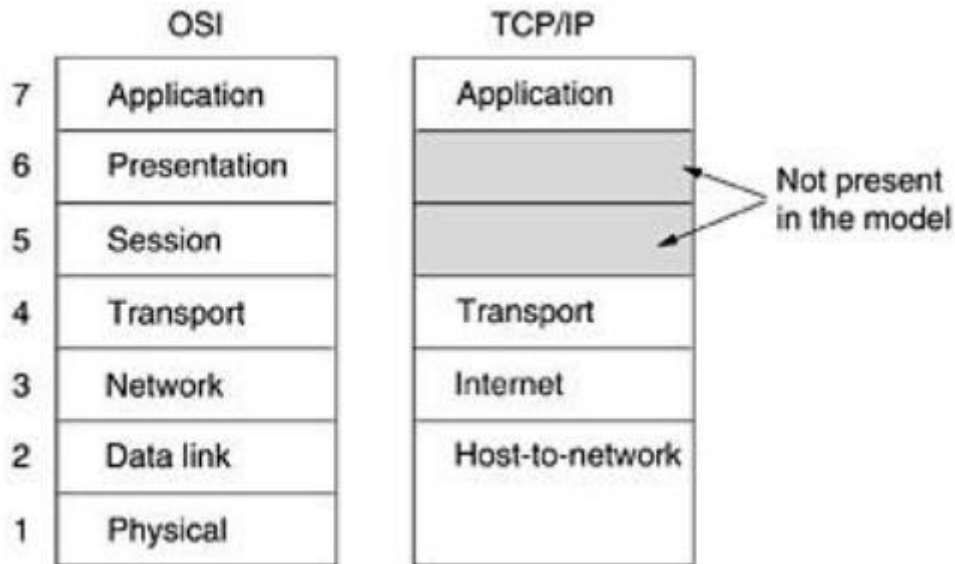 OSI TCP/IP
7 Application Application
6 Presentation
Not present
in the model
5 Session
4 Transport Transport
3 Network Internet
2 Data link Host-to-network
1 Physical